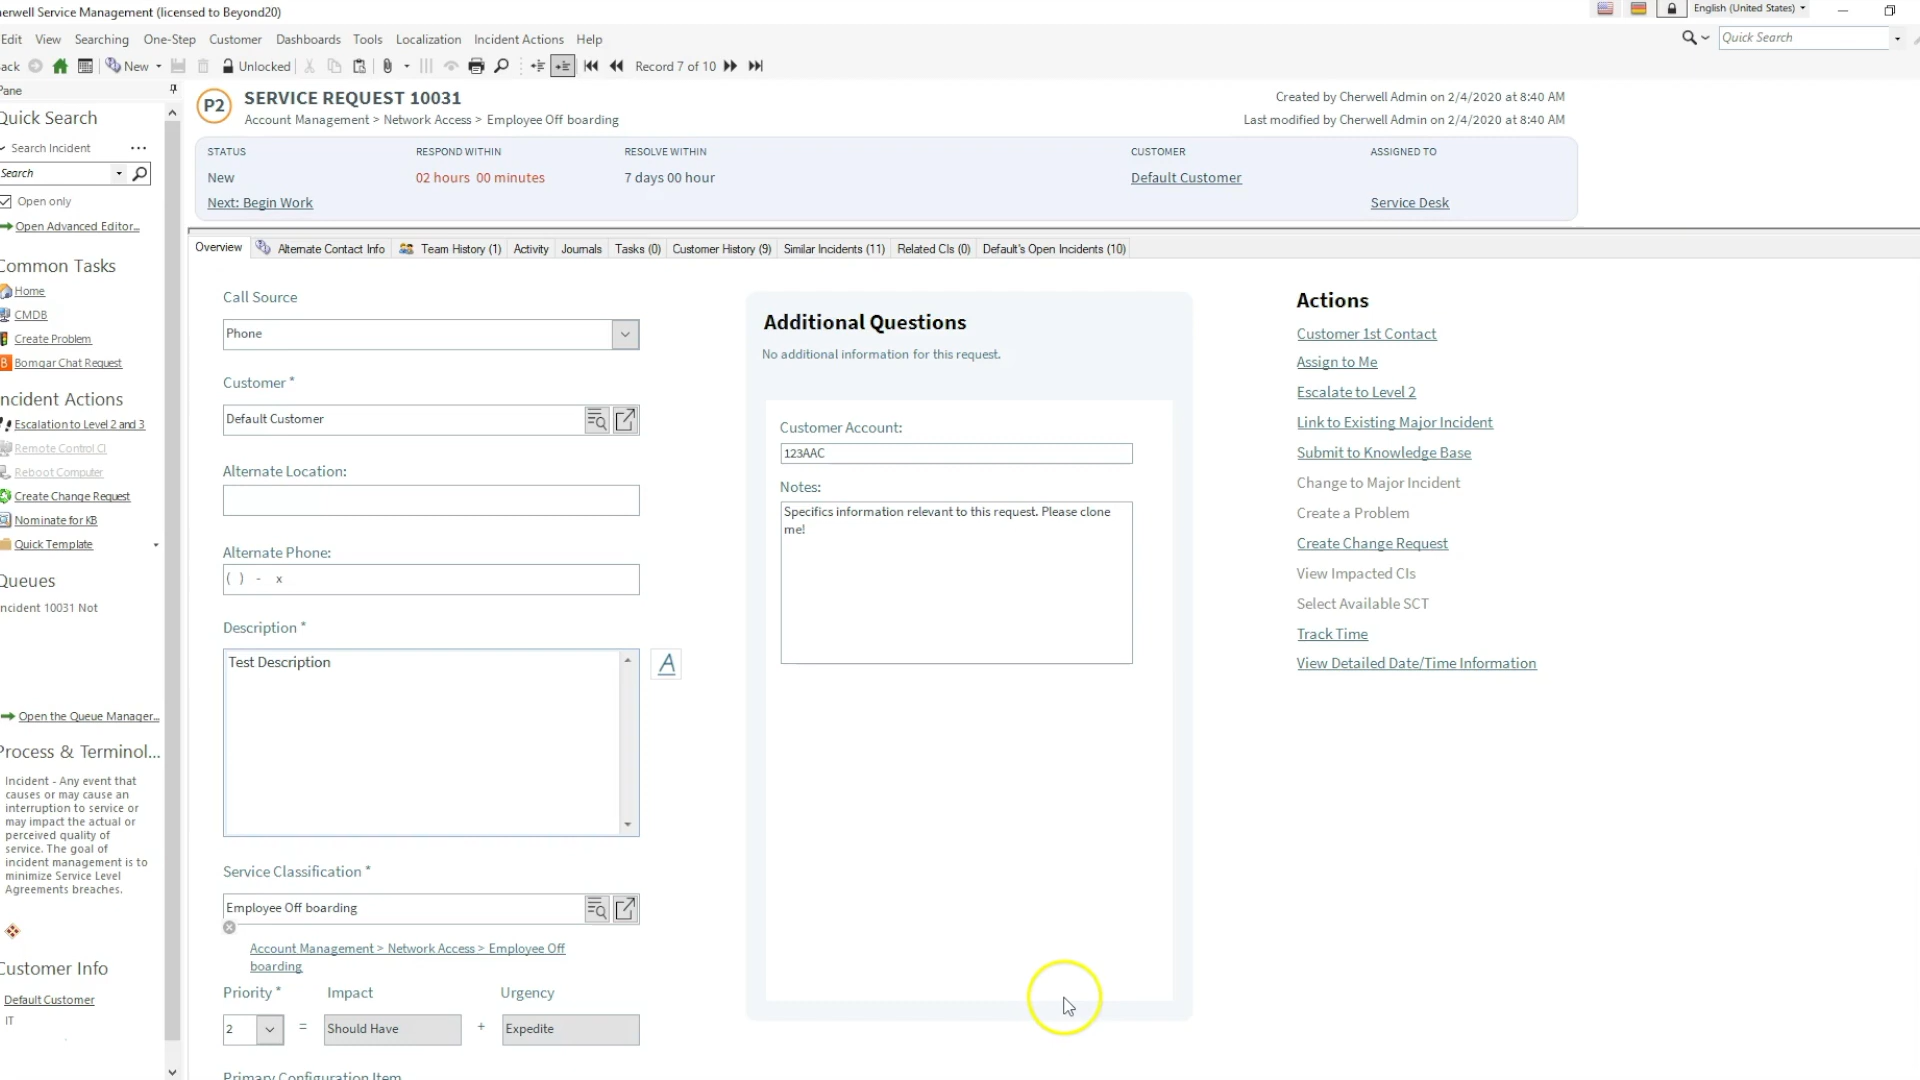 erwell Service Management (licensed to Beyond20)
English (United States)
Edit View Searching One-Step Customer Dashboards Tools Localization Incident Actions Help
Quick Search
ack New Unlocked Record 7 of 10
Pane
Quick Search
Search Incident
Search
Open only
Open Advanced Editor...
Common Tasks
Home
CMDB
Create Problem
Bomgar Chat Request
ncident Actions
Escalation to Level 2 and 3
Remote Control CI
Reboot Computer
Create Change Request
Nominate for KB
Quick Template
Queues
ncident 10031 Not
Open the Queue Manager...
Process & Terminol...
Incident - Any event that
causes or may cause an
interruption to service or
may impact the actual or
perceived quality of
service. The goal of
incident management is to
minimize Service Level
Agreements breaches.
Customer Info
Default Customer
IT
P2
SERVICE REQUEST 10031
Account Management > Network Access > Employee Off boarding
Created by Cherwell Admin on 2/4/2020 at 8:40 AM
Last modified by Cherwell Admin on 2/4/2020 at 8:40 AM
STATUS RESPOND WITHIN RESOLVE WITHIN CUSTOMER ASSIGNED TO
New 02 hours 00 minutes 7 days 00 hour Default Customer
Next: Begin Work Service Desk
Overview Alternate Contact Info Team History (1) Activity Journals Tasks (0) Customer History (9) Similar Incidents (11) Related CIs (0) Default's Open Incidents (10)
Call Source
Phone
Customer *
Default Customer
Alternate Location:
Alternate Phone:
( ) - x
Description *
Test Description
A
Service Classification *
Employee Off boarding
Account Management > Network Access > Employee Off
boarding
Priority * Impact Urgency
2 = Should Have + Expedite
Primary Configuration Item
Additional Questions
No additional information for this request.
Customer Account:
123AAC
Notes:
Specifics information relevant to this request. Please clone
me!
Actions
Customer 1st Contact
Assign to Me
Escalate to Level 2
Link to Existing Major Incident
Submit to Knowledge Base
Change to Major Incident
Create a Problem
Create Change Request
View Impacted CIs
Select Available SCT
Track Time
View Detailed Date/Time Information